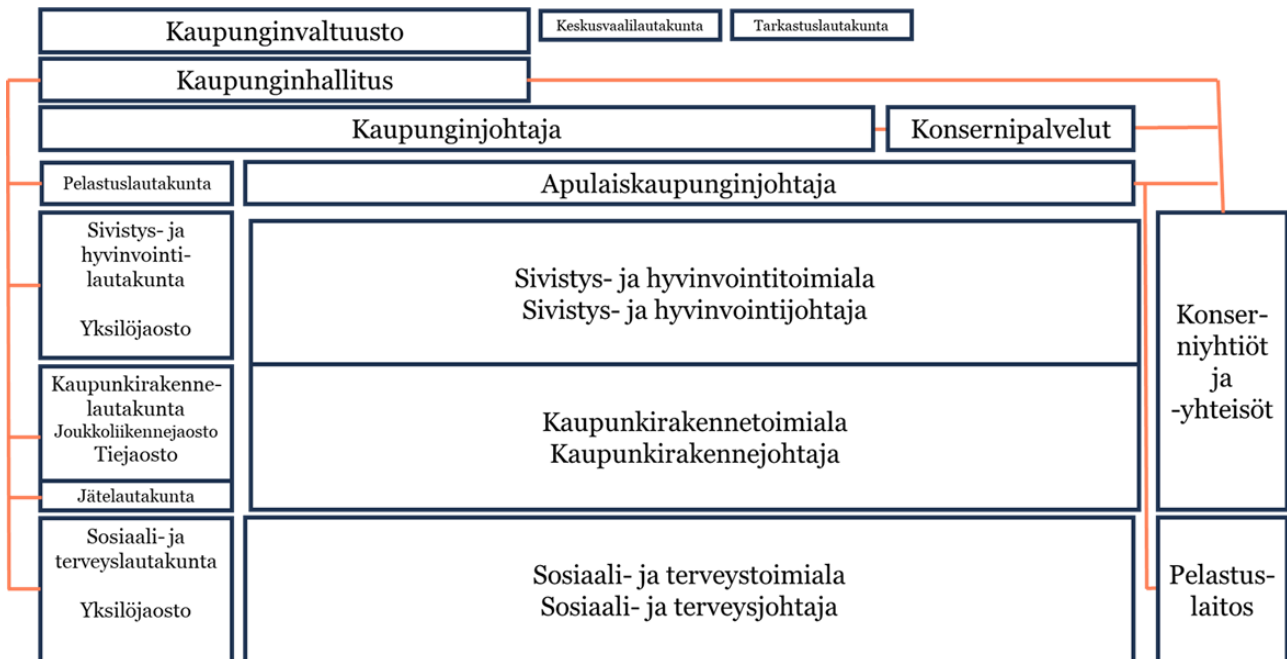 Kaupunginvaltuusto
Keskusvaalilautakunta
Tarkastuslautakunta
Kaupunginhallitus
Kaupunginjohtaja
Konsernipalvelut
Pelastuslautakunta
Apulaiskaupunginjohtaja
Sivistys- ja
hyvinvointi-
lautakunta
Yksilöjaosto
Sivistys- ja hyvinvointitoimiala
Sivistys- ja hyvinvointijohtaja
Konser-
niyhtiöt
ja
-yhteisöt
Kaupunkirakenne-
lautakunta
Joukkoliikennejaosto
Tiejaosto
Kaupunkirakennetoimiala
Kaupunkirakennejohtaja
Jätelautakunta
Sosiaali- ja
terveyslautakunta
Yksilöjaosto
Sosiaali- ja terveystoimiala
Sosiaali- ja terveysjohtaja
Pelastus-
laitos